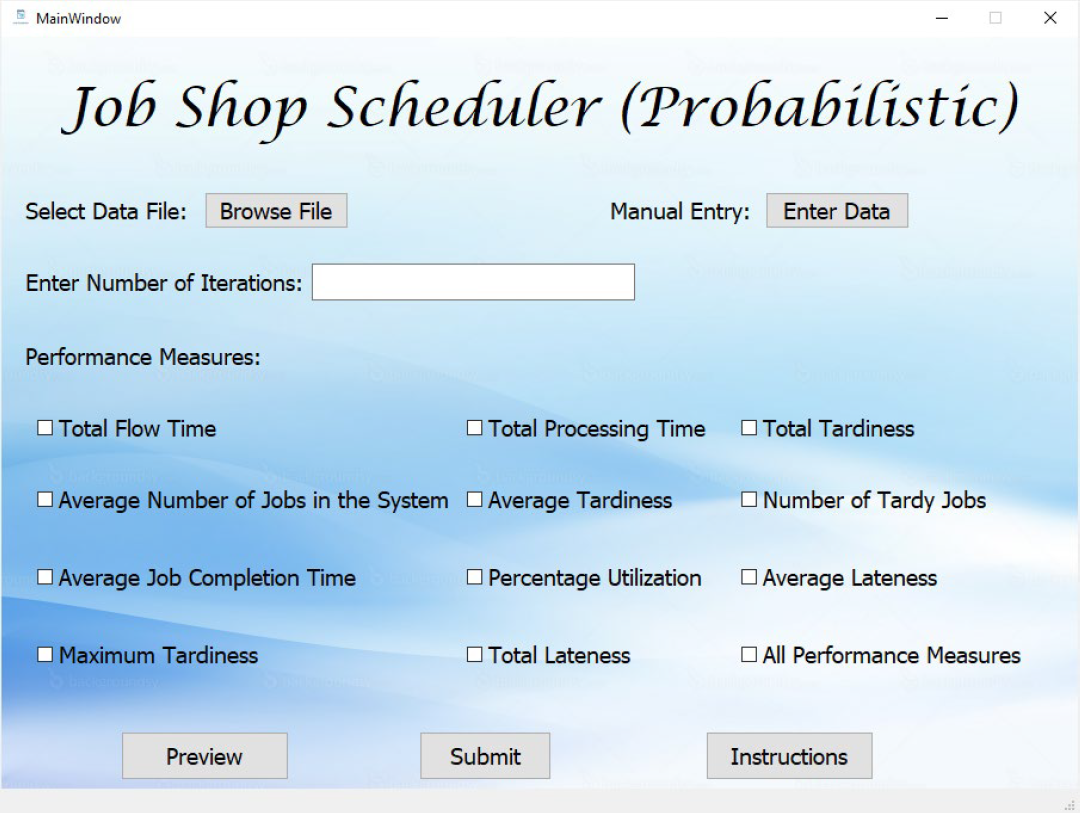 MainWindow
Job Shop Scheduler (Probabilistic)
Select Data File: Browse File Manual Entry: Enter Data
Enter Number of Iterations:
Performance Measures:
Total Flow Time Total Processing Time Total Tardiness
Average Number of Jobs in the System Average Tardiness Number of Tardy Jobs
Average Job Completion Time Percentage Utilization Average Lateness
Maximum Tardiness Total Lateness All Performance Measures
Preview Submit Instructions